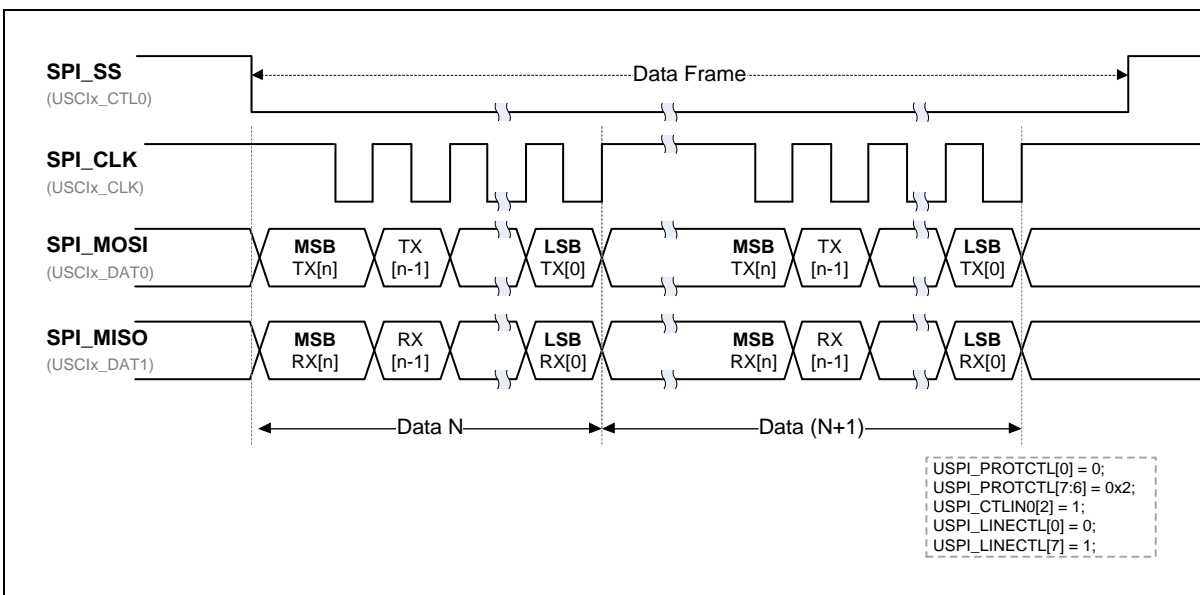 SPI_SS
(USCIx_CTL0)
Data Frame
SPI_CLK
(USCIx_CLK)
SPI_MOSI
(USCIx_DAT0)
MSB
TX[n]
TX
[n-1]
LSB
TX[0]
MSB
TX[n]
TX
[n-1]
LSB
TX[0]
SPI_MISO
(USCIx_DAT1)
MSB
RX[n]
RX
[n-1]
LSB
RX[0]
MSB
RX[n]
RX
[n-1]
LSB
RX[0]
Data N
Data (N+1)
USPI_PROTCTL[0] = 0;
USPI_PROTCTL[7:6] = 0x2;
USPI_CTLIN0[2] = 1;
USPI_LINECTL[0] = 0;
USPI_LINECTL[7] = 1;